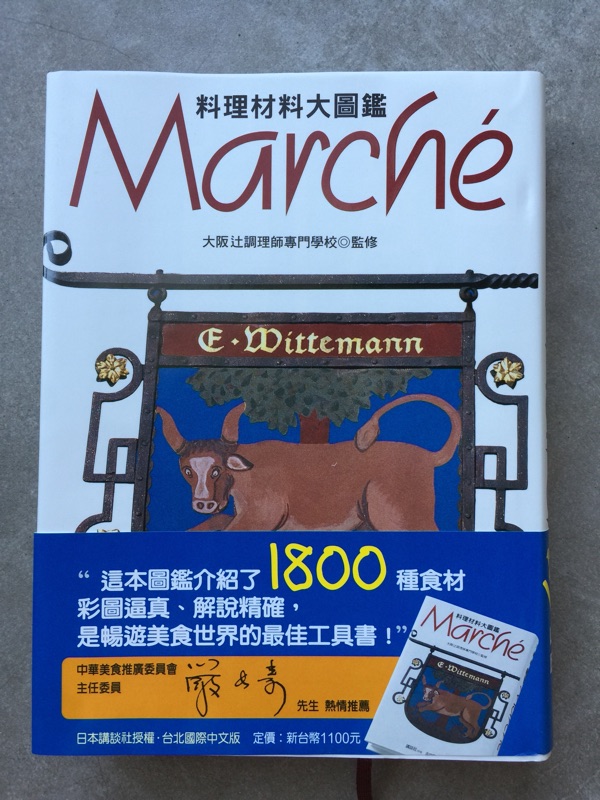 料理材料大圖鑑
Marché
大阪辻調理師專門學校◎監修
E·Wittemann
“這本圖鑑介紹了1800種食材
彩圖逼真、解說精確，
是暢遊美食世界的最佳工具書！”
中華美食推廣委員會
主任委員 嚴長壽 先生 熱情推薦
日本講談社授權·台北國際中文版 定價：新台幣1100元
料理材料大圖鑑
Marché
E·Wittemann